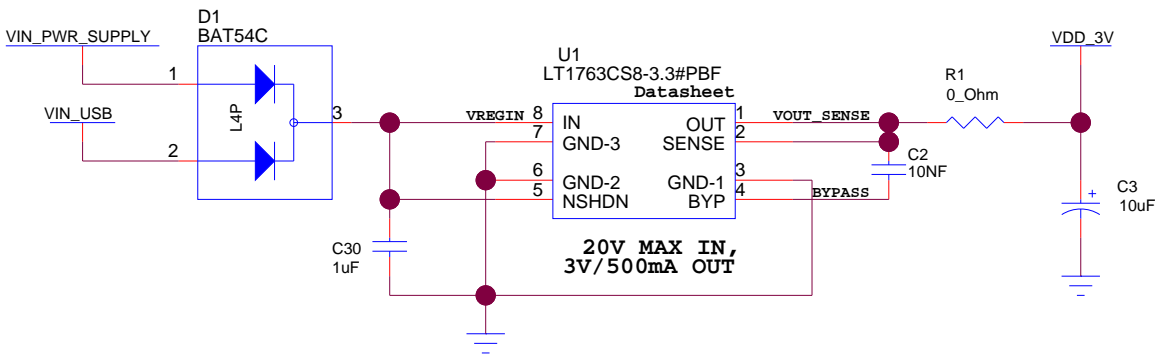 D1
BAT54C
VIN_PWR_SUPPLY
1
VIN_USB
2
L4P
3
U1
LT1763CS8-3.3#PBF
Datasheet
VREGIN 8 IN
7 GND-3
6 GND-2
5 NSHDN
OUT 1 VOUT_SENSE
SENSE 2
GND-1 3
BYP 4 BYPASS
20V MAX IN,
3V/500mA OUT
C30
1uF
C2
10NF
R1
0_Ohm
VDD_3V
C3
10uF
+